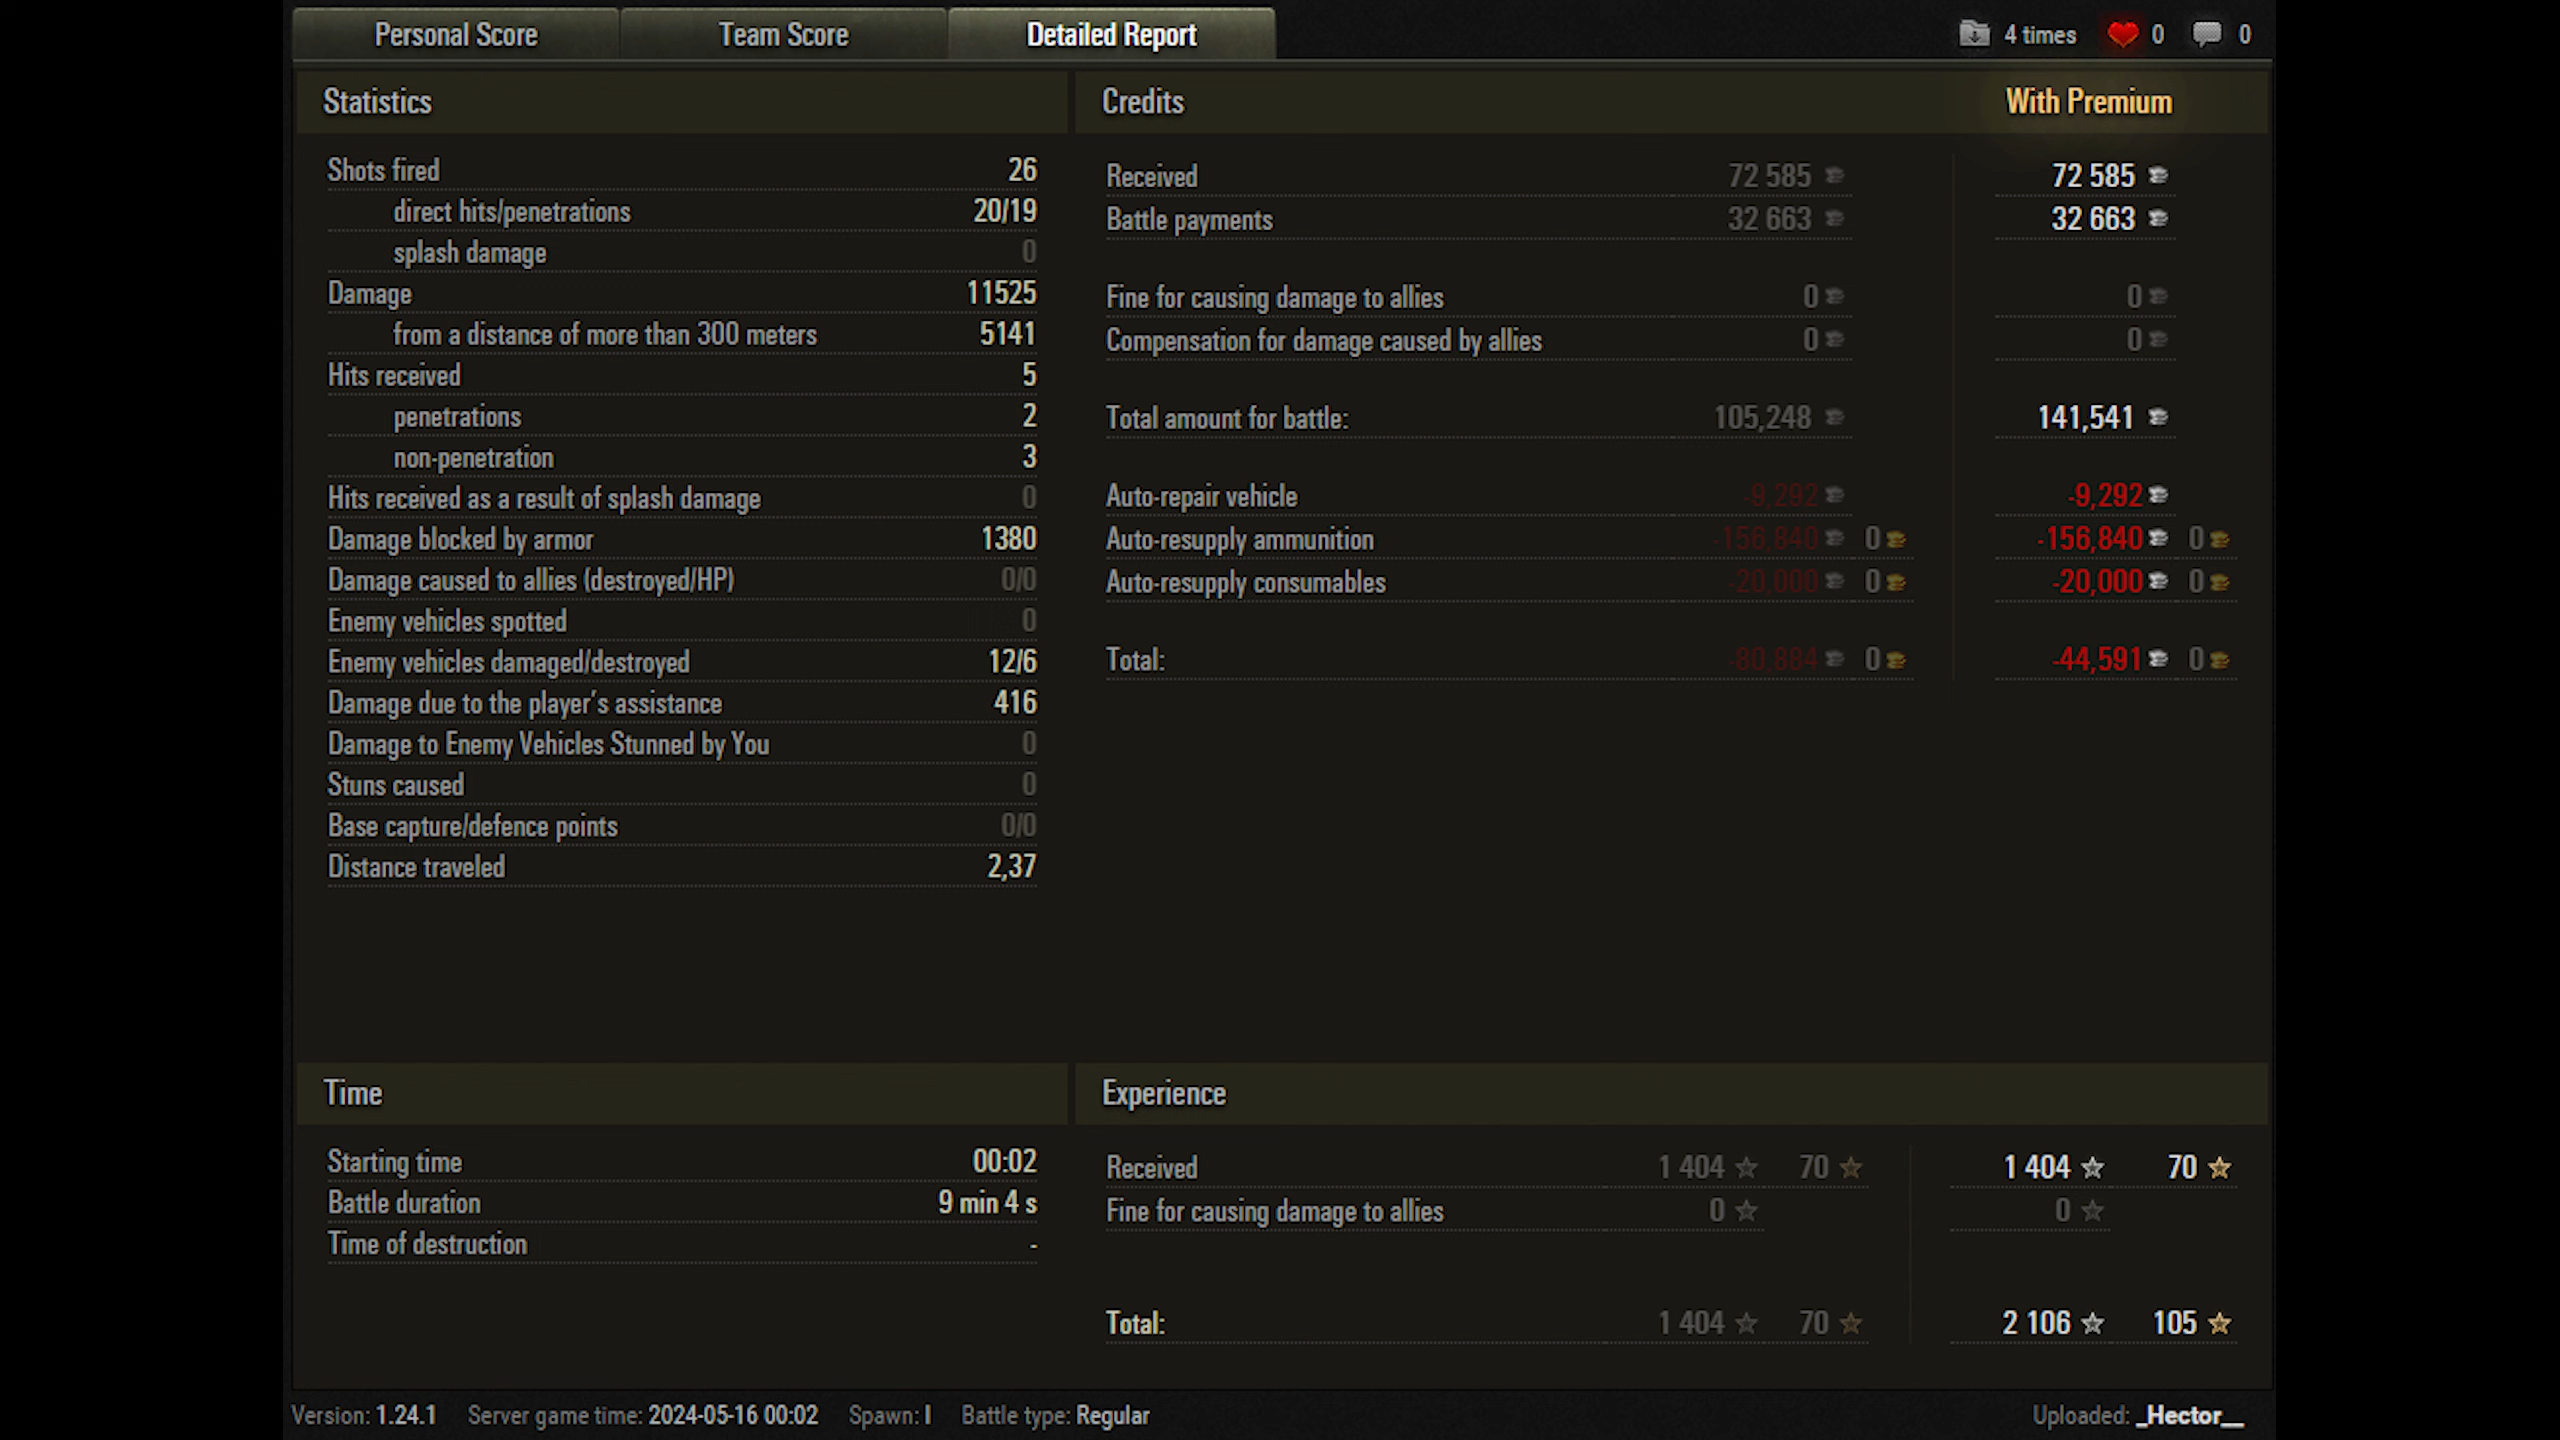 Personal Score Team Score Detailed Report 4 times 0 0
Statistics
Shots fired 26
direct hits/penetrations 20/19
splash damage 0
Damage 11525
from a distance of more than 300 meters 5141
Hits received 5
penetrations 2
non-penetration 3
Hits received as a result of splash damage 0
Damage blocked by armor 1380
Damage caused to allies (destroyed/HP) 0/0
Enemy vehicles spotted 0
Enemy vehicles damaged/destroyed 12/6
Damage due to the player's assistance 416
Damage to Enemy Vehicles Stunned by You 0
Stuns caused 0
Base capture/defence points 0/0
Distance traveled 2,37
Credits With Premium
Received 72 585 72 585
Battle payments 32 663 32 663
Fine for causing damage to allies 0 0
Compensation for damage caused by allies 0 0
Total amount for battle: 105,248 141,541
Auto-repair vehicle -9,292 -9,292
Auto-resupply ammunition -156,840 0 -156,840 0
Auto-resupply consumables -20,000 0 -20,000 0
Total: -80,884 0 -44,591 0
Time
Starting time 00:02
Battle duration 9 min 4 s
Time of destruction -
Experience
Received 1 404 70 1 404 70
Fine for causing damage to allies 0 0
Total: 1 404 70 2 106 105
Version: 1.24.1 Server game time: 2024-05-16 00:02 Spawn: I Battle type: Regular Uploaded: _Hector__